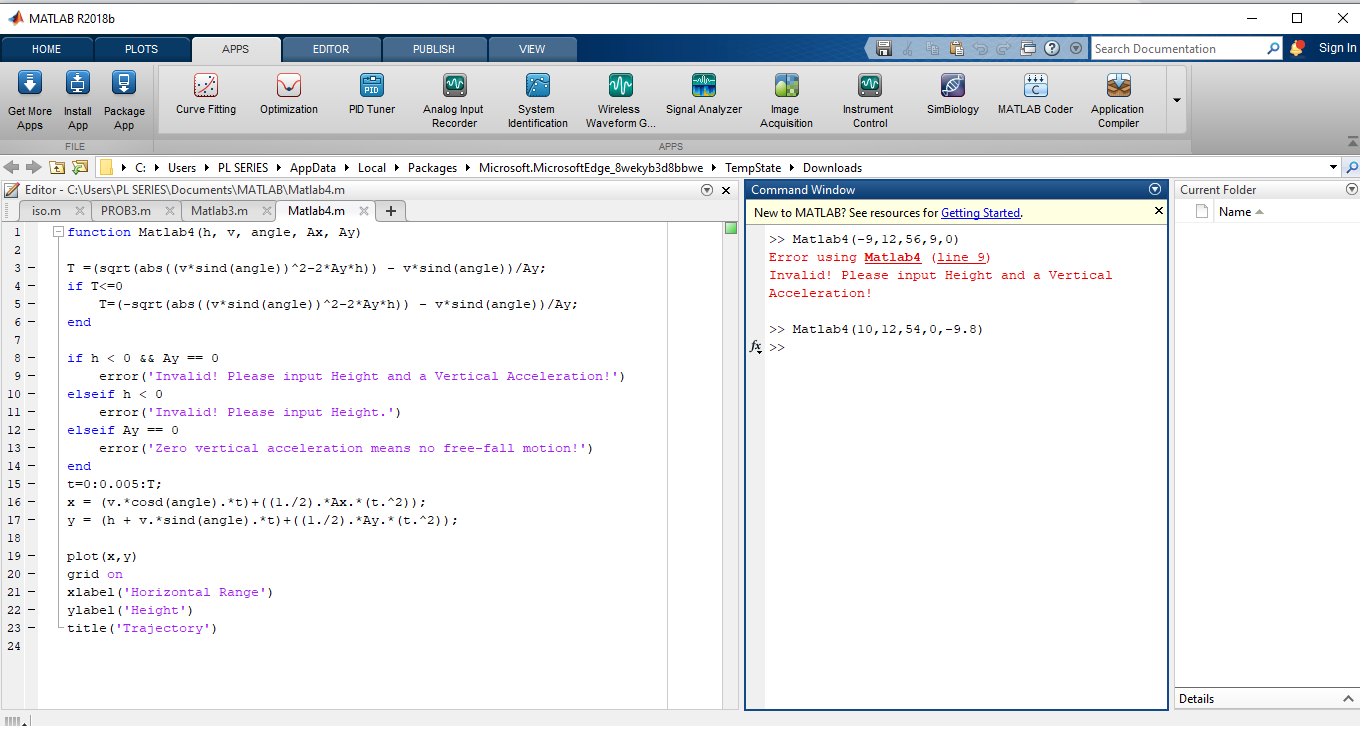 MATLAB R2018b
HOME PLOTS APPS EDITOR PUBLISH VIEW
Search Documentation
Sign In
Get More Apps
Install App
Package App
Curve Fitting
Optimization
PID
PID Tuner
Analog Input Recorder
System Identification
Wireless Waveform G...
Signal Analyzer
Image Acquisition
Instrument Control
SimBiology
C
MATLAB Coder
Application Compiler
FILE
APPS
C: Users PL SERIES AppData Local Packages Microsoft.MicrosoftEdge_8wekyb3d8bbwe TempState Downloads
Editor - C:\Users\PL SERIES\Documents\MATLAB\Matlab4.m
iso.m PROB3.m Matlab3.m Matlab4.m +
1 function Matlab4(h, v, angle, Ax, Ay)
2
3 – T =(sqrt(abs((v*sind(angle))^2-2*Ay*h)) - v*sind(angle))/Ay;
4 – if T<=0
5 – T=(-sqrt(abs((v*sind(angle))^2-2*Ay*h)) - v*sind(angle))/Ay;
6 – end
7
8 – if h < 0 && Ay == 0
9 – error('Invalid! Please input Height and a Vertical Acceleration!')
10 – elseif h < 0
11 – error('Invalid! Please input Height.')
12 – elseif Ay == 0
13 – error('Zero vertical acceleration means no free-fall motion!')
14 – end
15 – t=0:0.005:T;
16 – x = (v.*cosd(angle).*t)+((1./2).*Ax.*(t.^2));
17 – y = (h + v.*sind(angle).*t)+((1./2).*Ay.*(t.^2));
18
19 – plot(x,y)
20 – grid on
21 – xlabel('Horizontal Range')
22 – ylabel('Height')
23 – title('Trajectory')
24
Command Window
New to MATLAB? See resources for Getting Started.
>> Matlab4(-9,12,56,9,0)
Error using Matlab4 (line 9)
Invalid! Please input Height and a Vertical
Acceleration!
>> Matlab4(10,12,54,0,-9.8)
fx >>
Current Folder
Name
Details